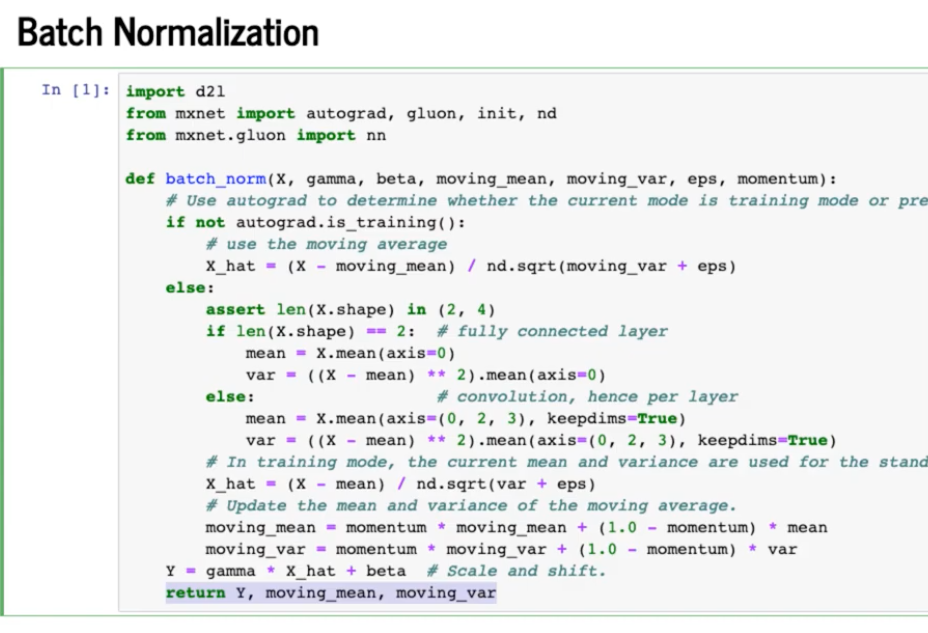 Batch Normalization
In [1]: import d2l
from mxnet import autograd, gluon, init, nd
from mxnet.gluon import nn
def batch_norm(X, gamma, beta, moving_mean, moving_var, eps, momentum):
# Use autograd to determine whether the current mode is training mode or
if not autograd.is_training():
# use the moving average
X_hat = (X - moving_mean) / nd.sqrt(moving_var + eps)
else:
assert len(X.shape) in (2, 4)
if len(X.shape) == 2: # fully connected layer
mean = X.mean(axis=0)
var = ((X - mean) ** 2).mean(axis=0)
else: # convolution, hence per layer
mean = X.mean(axis=(0, 2, 3), keepdims=True)
var = ((X - mean) ** 2).mean(axis=(0, 2, 3), keepdims=True)
# In training mode, the current mean and variance are used for the
X_hat = (X - mean) / nd.sqrt(var + eps)
# Update the mean and variance of the moving average.
moving_mean = momentum * moving_mean + (1.0 - momentum) * mean
moving_var = momentum * moving_var + (1.0 - momentum) * var
Y = gamma * X_hat + beta # Scale and shift.
return Y, moving_mean, moving_var